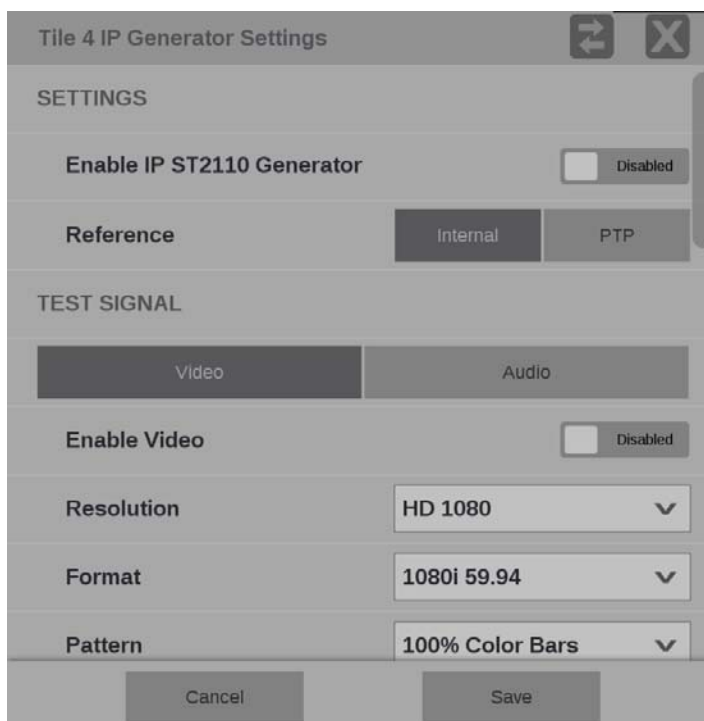 Tile 4 IP Generator Settings
SETTINGS
Enable IP ST2110 Generator Disabled
Reference Internal PTP
TEST SIGNAL
Video Audio
Enable Video Disabled
Resolution HD 1080
Format 1080i 59.94
Pattern 100% Color Bars
Cancel Save